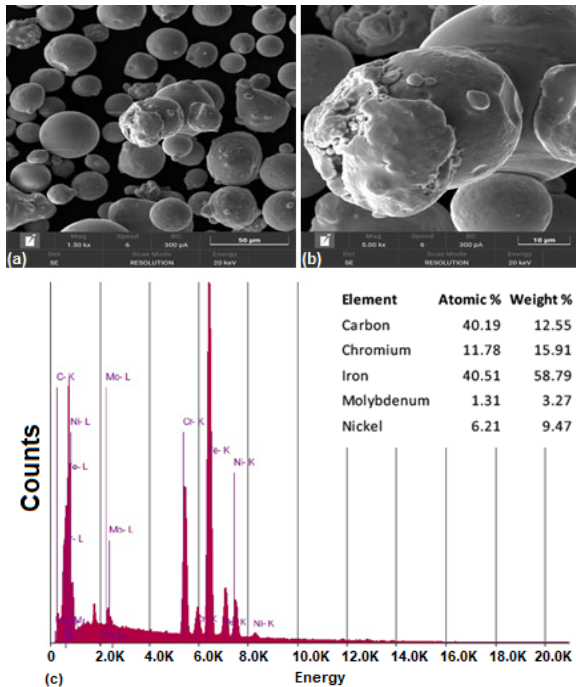 Mag Speed RC
1.50 kx 6 300 pA 50 µm
Det Scan Mode Energy
SE RESOLUTION 20 keV
(a)
Mag Speed RC
5.00 kx 6 300 pA 10 µm
Det Scan Mode Energy
SE RESOLUTION 20 keV
(b)
Element Atomic % Weight %
Carbon 40.19 12.55
Chromium 11.78 15.91
Iron 40.51 58.79
Molybdenum 1.31 3.27
Nickel 6.21 9.47
C- K
Mo- L
Ni- L
Cr- K
e- K
e- L
Ni- K
r- L
Mo- L
Ni- K
Counts
0 2.0K 4.0K 6.0K 8.0K 10.0K 12.0K 14.0K 16.0K 18.0K 20.0K
(c) Energy